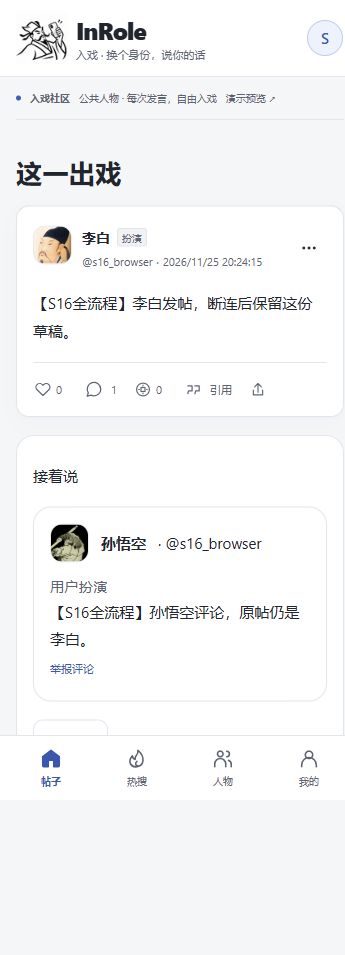 InRole
入戏 · 换个身份，说你的话
S
入戏社区 公共人物 · 每次发言，自由入戏 演示预览 ↗
这一出戏
李白 扮演
@s16_browser · 2026/11/25 20:24:15
【S16全流程】李白发帖，断连后保留这份
草稿。
0 1 0 引用
接着说
孙悟空 · @s16_browser
用户扮演
【S16全流程】孙悟空评论，原帖仍是
李白。
举报评论
帖子 热搜 人物 我的